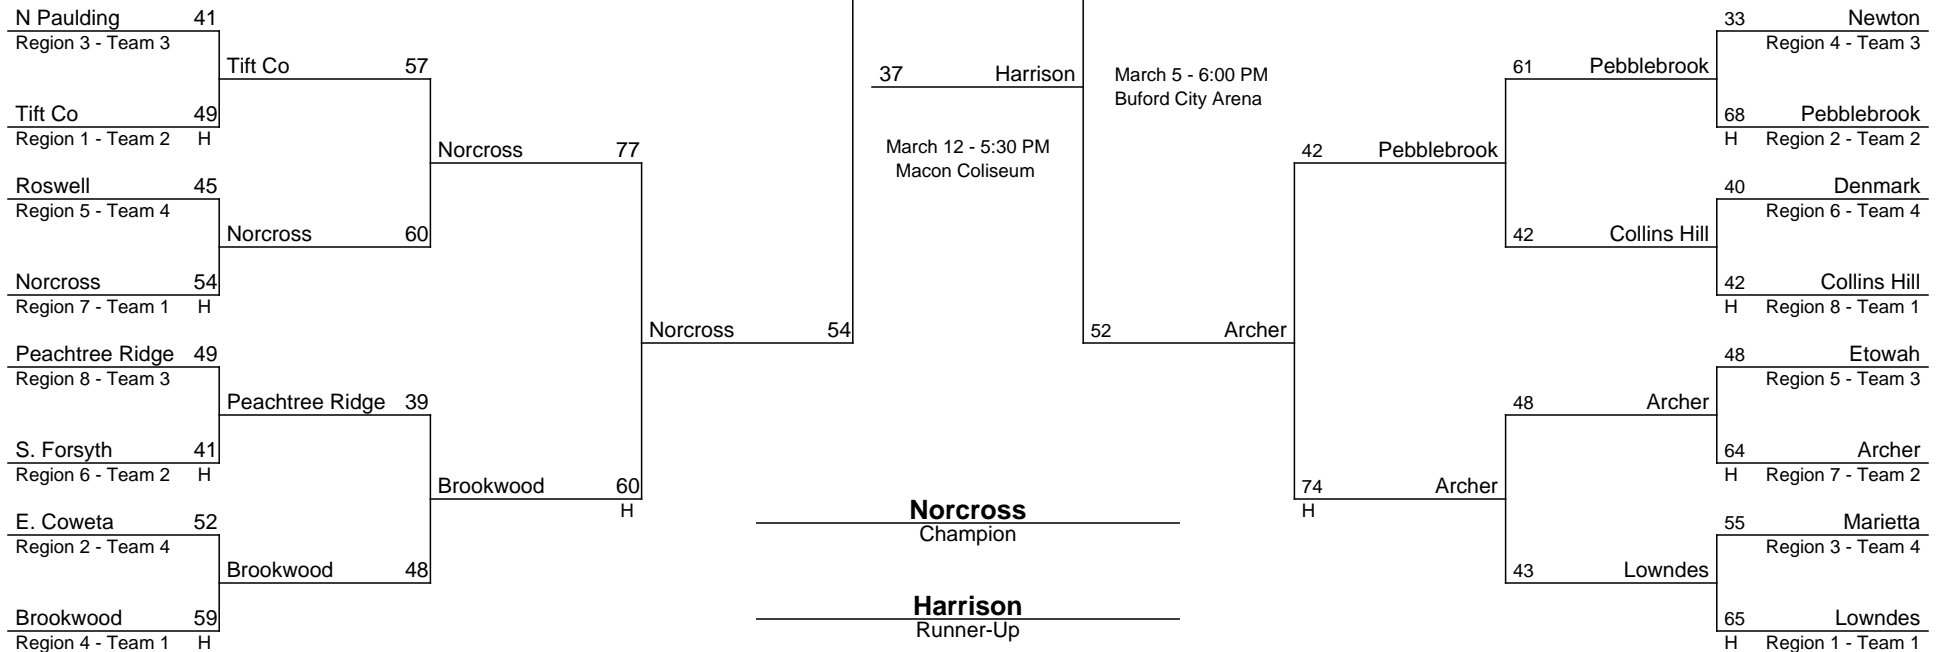 N Paulding 41
Region 3 - Team 3
Tift Co 57
Tift Co 49
Region 1 - Team 2 H
Norcross 77
Roswell 45
Region 5 - Team 4
Norcross 60
Norcross 54
Region 7 - Team 1 H
Norcross 54
Peachtree Ridge 49
Region 8 - Team 3
Peachtree Ridge 39
S. Forsyth 41
Region 6 - Team 2 H
Brookwood 60
H
E. Coweta 52
Region 2 - Team 4
Brookwood 48
Brookwood 59
Region 4 - Team 1 H
37 Harrison
March 12 - 5:30 PM
Macon Coliseum
March 5 - 6:00 PM
Buford City Arena
Norcross
Champion
Harrison
Runner-Up
33 Newton
Region 4 - Team 3
61 Pebblebrook
68 Pebblebrook
H Region 2 - Team 2
42 Pebblebrook
40 Denmark
Region 6 - Team 4
42 Collins Hill
42 Collins Hill
H Region 8 - Team 1
52 Archer
48 Etowah
Region 5 - Team 3
48 Archer
64 Archer
H Region 7 - Team 2
74 Archer
H
55 Marietta
Region 3 - Team 4
43 Lowndes
65 Lowndes
H Region 1 - Team 1